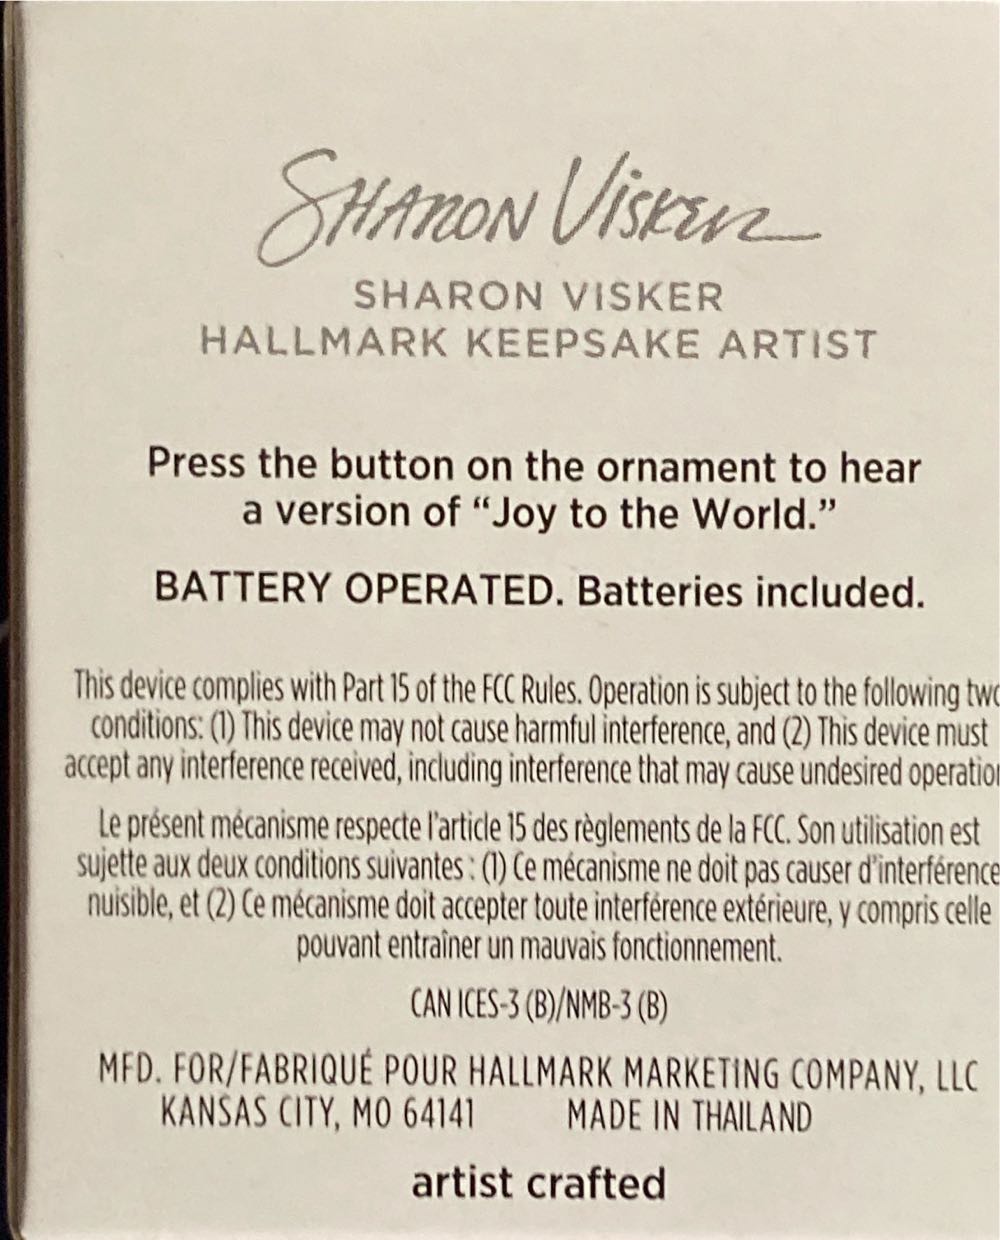 SHARON VISKER
SHARON VISKER
HALLMARK KEEPSAKE ARTIST
Press the button on the ornament to hear
a version of “Joy to the World.”
BATTERY OPERATED. Batteries included.
This device complies with Part 15 of the FCC Rules. Operation is subject to the following two
conditions: (1) This device may not cause harmful interference, and (2) This device must
accept any interference received, including interference that may cause undesired operation
Le présent mécanisme respecte l'article 15 des règlements de la FCC. Son utilisation est
sujette aux deux conditions suivantes : (1) Ce mécanisme ne doit pas causer d'interférence
nuisible, et (2) Ce mécanisme doit accepter toute interférence extérieure, y compris celle
pouvant entraîner un mauvais fonctionnement.
CAN ICES-3 (B)/NMB-3 (B)
MFD. FOR/FABRIQUÉ POUR HALLMARK MARKETING COMPANY, LLC
KANSAS CITY, MO 64141 MADE IN THAILAND
artist crafted